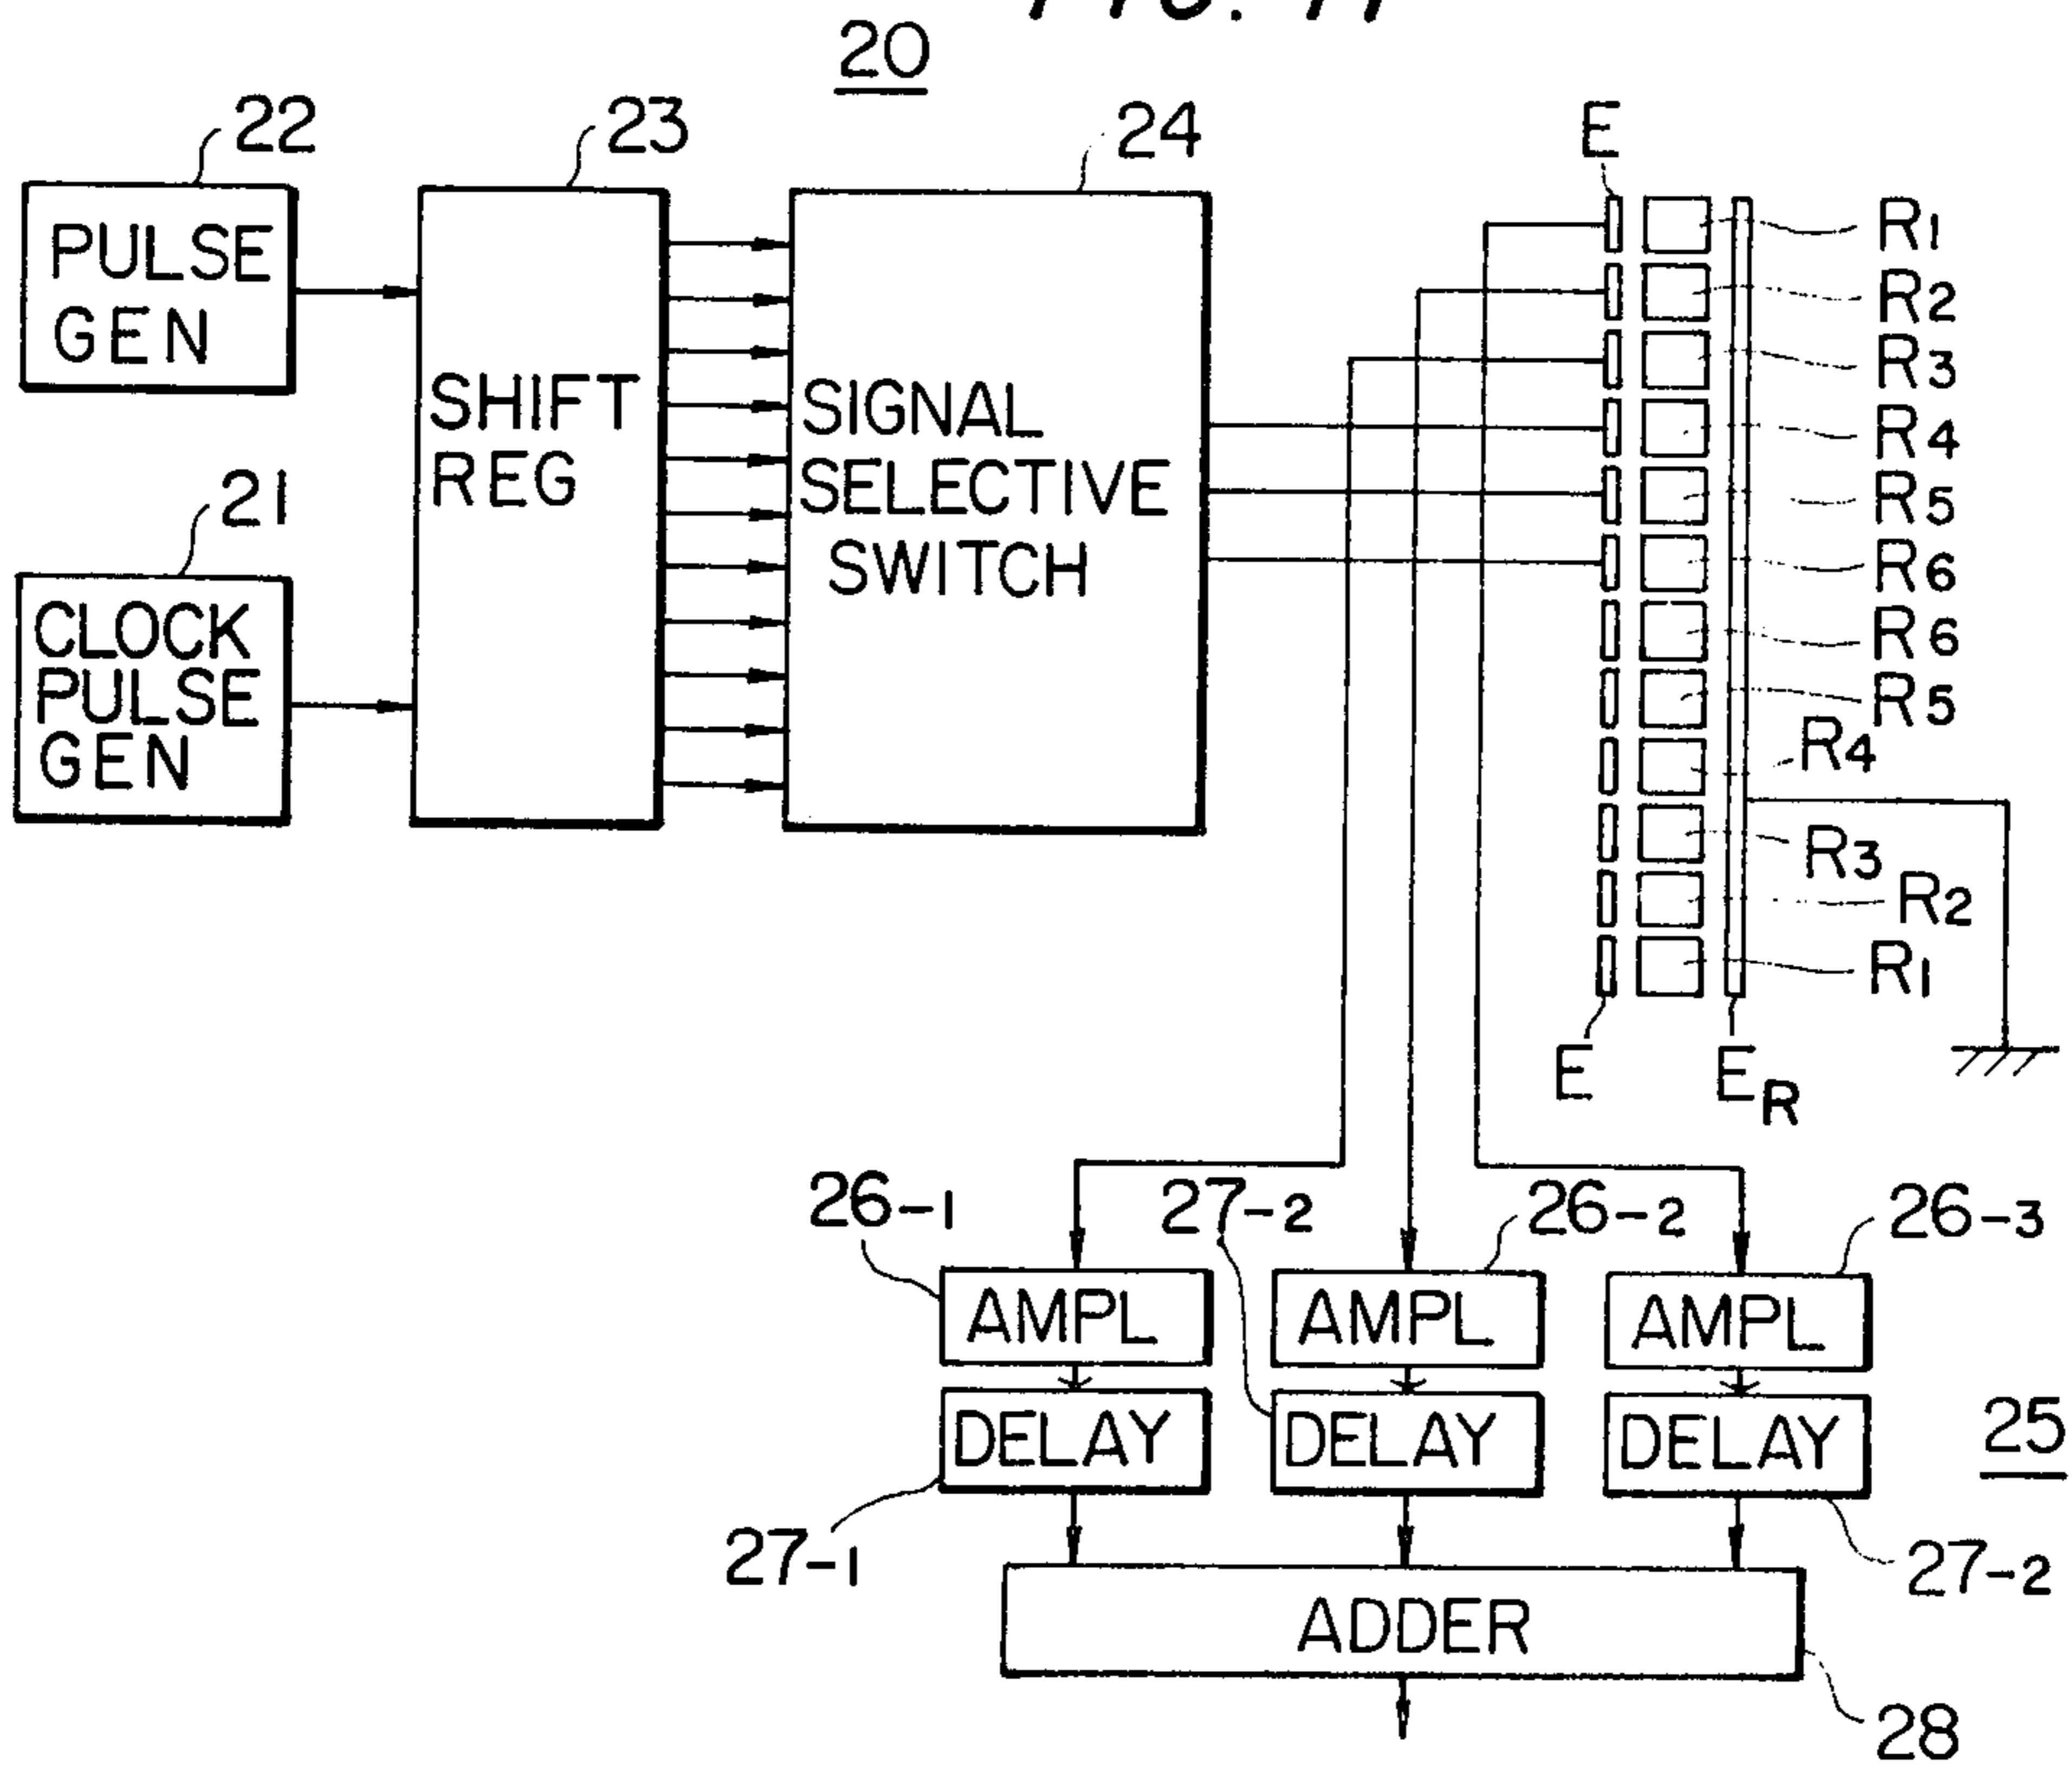 20
22
23
24
E
PULSE
GEN
SHIFT
REG
SIGNAL
SELECTIVE
SWITCH
21
CLOCK
PULSE
GEN
R1
R2
R3
R4
R5
R6
R6
R5
R4
R3
R2
R1
E
ER
26-1
27-2
26-2
26-3
AMPL
AMPL
AMPL
DELAY
DELAY
DELAY
25
27-1
27-2
ADDER
28